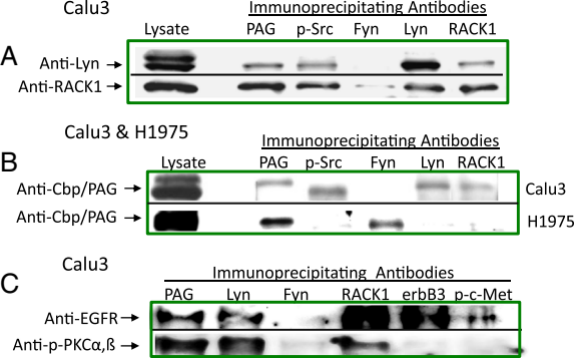 Calu3
Immunoprecipitating Antibodies
Lysate PAG p-Src Fyn Lyn RACK1
A
Anti-Lyn
Anti-RACK1
Calu3 & H1975
Immunoprecipitating Antibodies
B
Lysate PAG p-Src Fyn Lyn RACK1
Anti-Cbp/PAG Calu3
Anti-Cbp/PAG H1975
Calu3
Immunoprecipitating Antibodies
C
PAG Lyn Fyn RACK1 erbB3 p-c-Met
Anti-EGFR
Anti-p-PKCα,ß